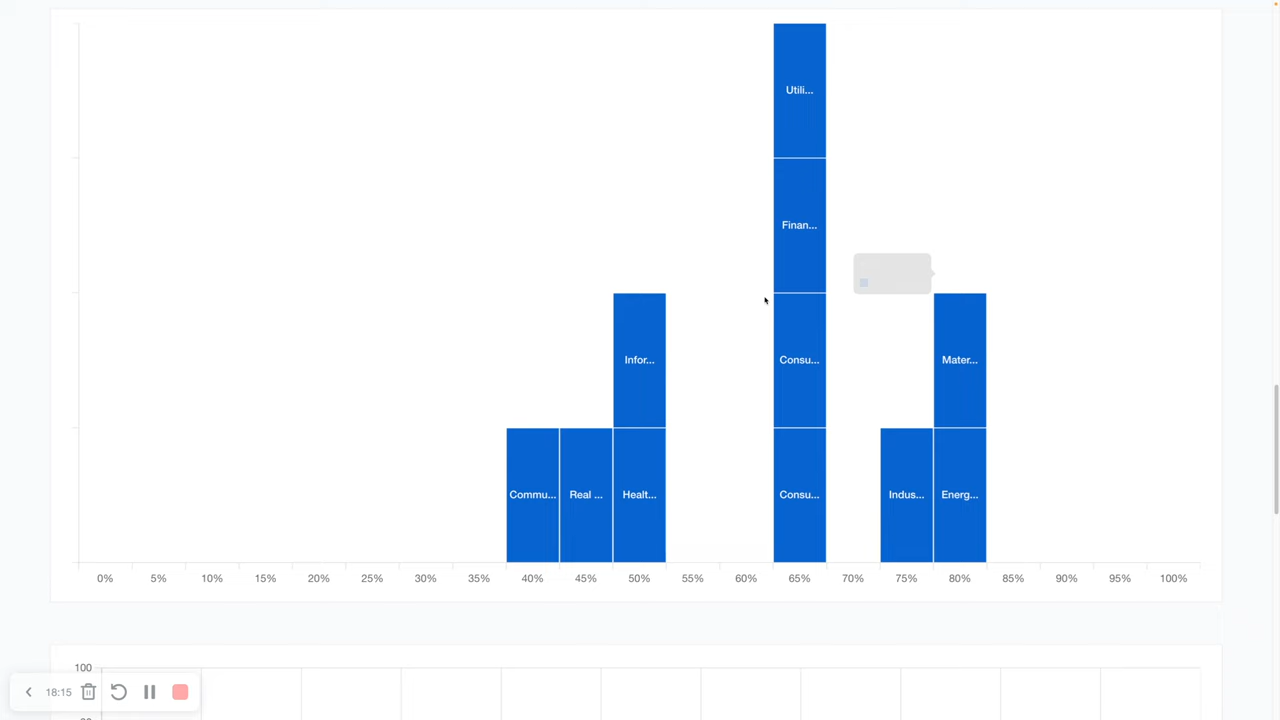 Utili...
Finan...
Infor...
Consu...
Mater...
Commu...
Real ...
Healt...
Consu...
Indus...
Energ...
0% 5% 10% 15% 20% 25% 30% 35% 40% 45% 50% 55% 60% 65% 70% 75% 80% 85% 90% 95% 100%
100
18:15